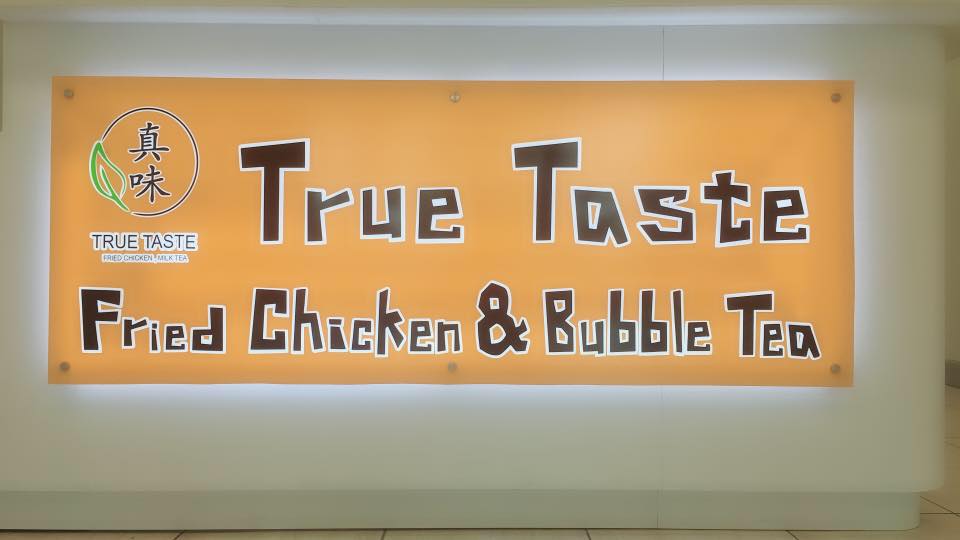 真
味
TRUE TASTE
FRIED CHICKEN . MILK TEA
True Taste
Fried Chicken & Bubble Tea